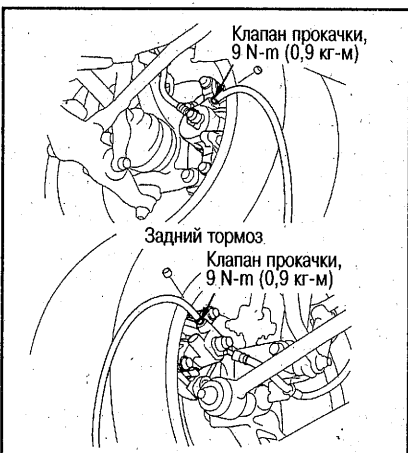 Клапан прокачки,
9 N-m (0,9 кг-м)
Задний тормоз
Клапан прокачки,
9 N-m (0,9 кг-м)